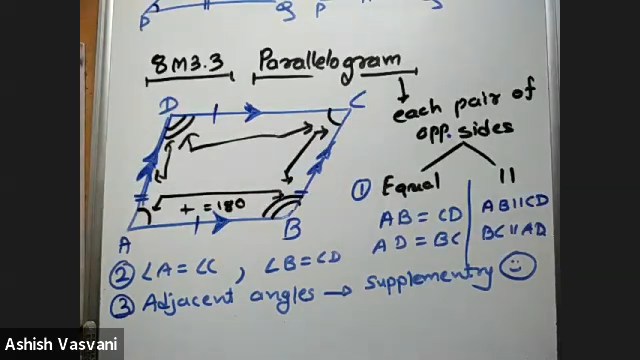 P
8M3.3 Parallelogram
D C
each pair of
opp. sides
① Equal ||
+ = 180
AB = CD AB||CD
AD = BC BC||AD
A B
② ∠A = ∠C , ∠B = ∠D
③ Adjacent angles → supplementry
Ashish Vasvani